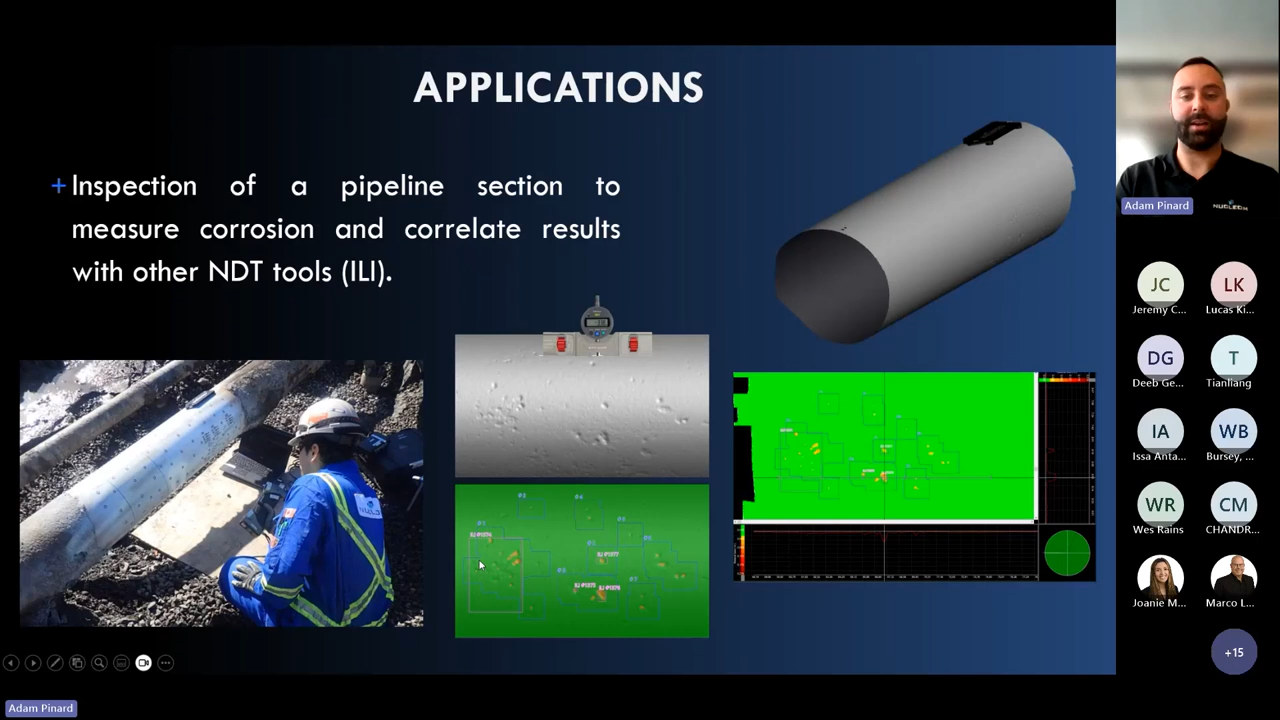 APPLICATIONS
+ Inspection of a pipeline section to
measure corrosion and correlate results
with other NDT tools (ILI).
NUCLEOM
Adam Pinard
JC
Jeremy C...
LK
Lucas Ki...
DG
Deeb Ge...
T
Tianliang
IA
Issa Anta...
WB
Bursey, ...
WR
Wes Rains
CM
CHANDR...
Joanie M...
Marco L...
+15
Adam Pinard